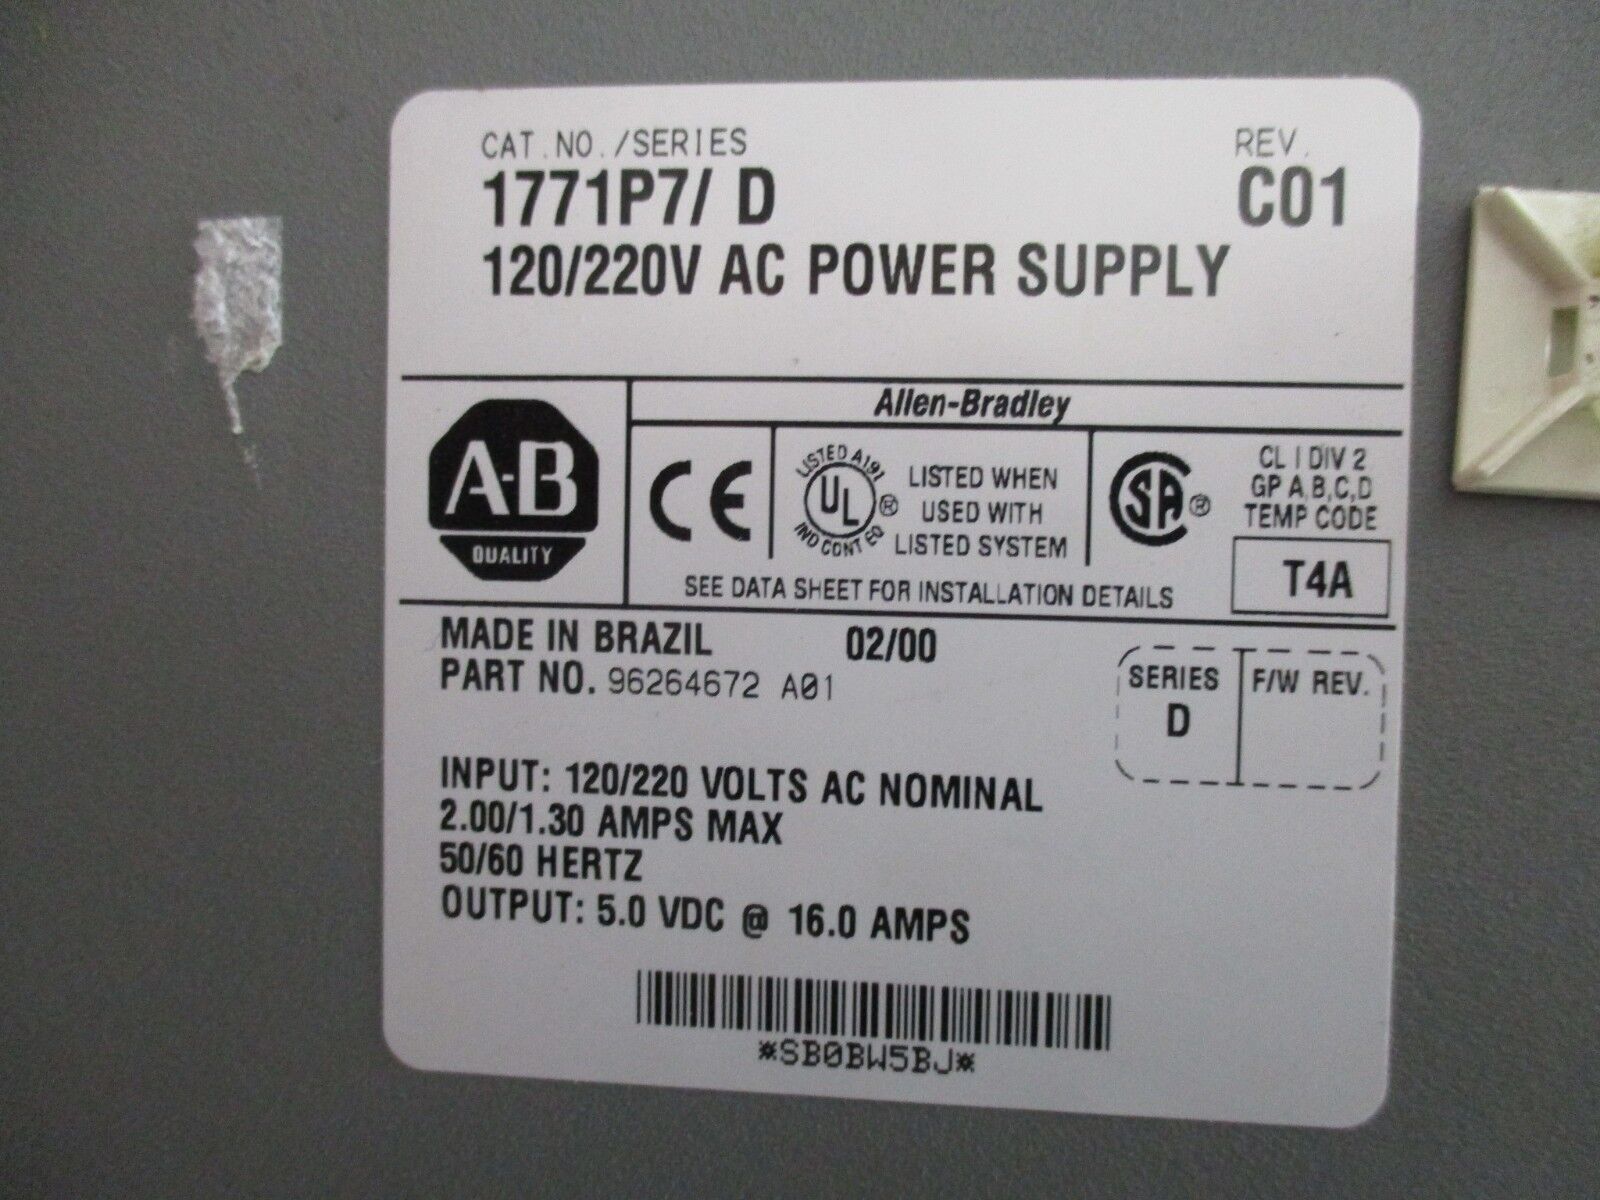 CAT.NO./SERIES REV.
1771P7/ D C01
120/220V AC POWER SUPPLY
Allen-Bradley
A-B
QUALITY
CE
LISTED A191
UL ®
IND CONT EQ
LISTED WHEN
USED WITH
LISTED SYSTEM
SA ®
CL I DIV 2
GP A,B,C,D
TEMP CODE
T4A
SEE DATA SHEET FOR INSTALLATION DETAILS
MADE IN BRAZIL 02/00
PART NO. 96264672 A01
SERIES F/W REV.
D
INPUT: 120/220 VOLTS AC NOMINAL
2.00/1.30 AMPS MAX
50/60 HERTZ
OUTPUT: 5.0 VDC @ 16.0 AMPS
*SB0BW5BJ*